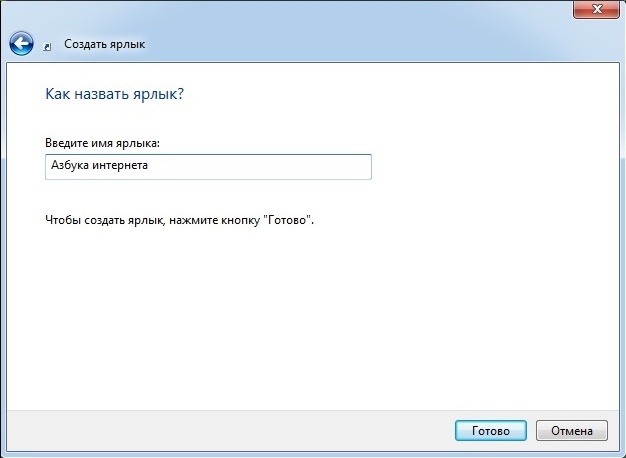 Создать ярлык
Как назвать ярлык?
Введите имя ярлыка:
Азбука интернета
Чтобы создать ярлык, нажмите кнопку "Готово".
Готово Отмена